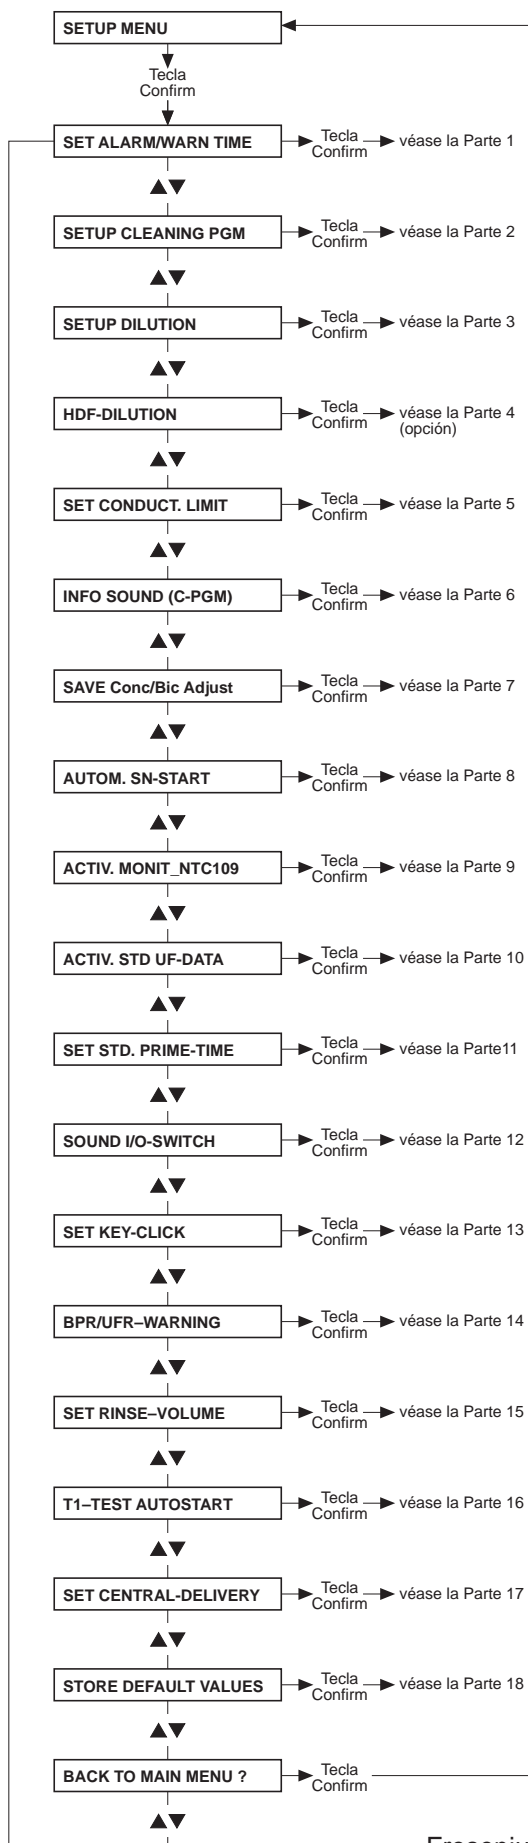 SETUP MENU
Tecla
Confirm
SET ALARM/WARN TIME
Tecla
Confirm
véase la Parte 1
SETUP CLEANING PGM
Tecla
Confirm
véase la Parte 2
SETUP DILUTION
Tecla
Confirm
véase la Parte 3
HDF-DILUTION
Tecla
Confirm
véase la Parte 4
(opción)
SET CONDUCT. LIMIT
Tecla
Confirm
véase la Parte 5
INFO SOUND (C-PGM)
Tecla
Confirm
véase la Parte 6
SAVE Conc/Bic Adjust
Tecla
Confirm
véase la Parte 7
AUTOM. SN-START
Tecla
Confirm
véase la Parte 8
ACTIV. MONIT_NTC109
Tecla
Confirm
véase la Parte 9
ACTIV. STD UF-DATA
Tecla
Confirm
véase la Parte 10
SET STD. PRIME-TIME
Tecla
Confirm
véase la Parte11
SOUND I/O-SWITCH
Tecla
Confirm
véase la Parte 12
SET KEY-CLICK
Tecla
Confirm
véase la Parte 13
BPR/UFR–WARNING
Tecla
Confirm
véase la Parte 14
SET RINSE–VOLUME
Tecla
Confirm
véase la Parte 15
T1–TEST AUTOSTART
Tecla
Confirm
véase la Parte 16
SET CENTRAL-DELIVERY
Tecla
Confirm
véase la Parte 17
STORE DEFAULT VALUES
Tecla
Confirm
véase la Parte 18
BACK TO MAIN MENU ?
Tecla
Confirm